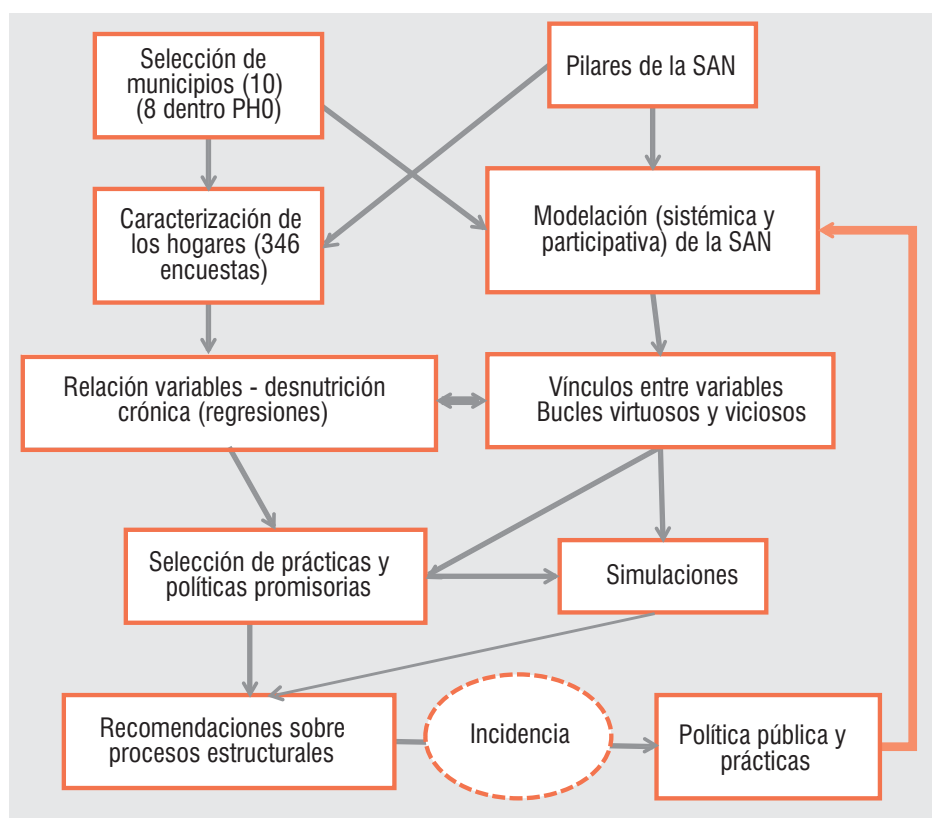 Selección de
municipios (10)
(8 dentro PH0)
Pilares de la SAN
Caracterización de
los hogares (346
encuestas)
Modelación (sistémica y
participativa) de la SAN
Relación variables - desnutrición
crónica (regresiones)
Vínculos entre variables
Bucles virtuosos y viciosos
Selección de prácticas y
políticas promisorias
Simulaciones
Recomendaciones sobre
procesos estructurales
Incidencia
Política pública y
prácticas